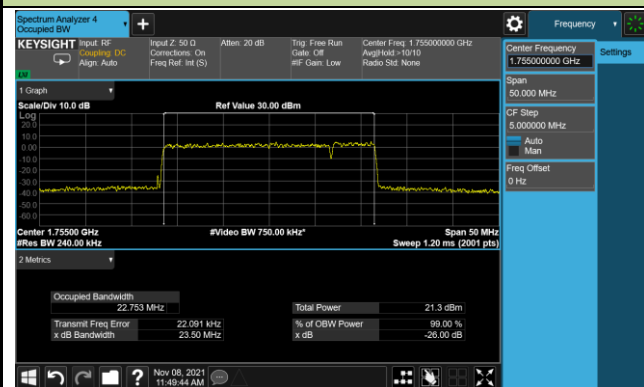 Spectrum Analyzer 4
Occupied BW
Frequency
KEYSIGHT
Input: RF
Coupling: DC
Align: Auto
Input Z: 50 Ω
Corrections: On
Freq Ref: Int (S)
Atten: 20 dB
Trig: Free Run
Gate: Off
#IF Gain: Low
Center Freq: 1.755000000 GHz
Avg|Hold:>10/10
Radio Std: None
Center Frequency
1.755000000 GHz
Settings
Span
50.000 MHz
CF Step
5.000000 MHz
Auto
Man
Freq Offset
0 Hz
1 Graph
Scale/Div 10.0 dB
Ref Value 30.00 dBm
Log
20.0
10.0
0.00
-10.0
-20.0
-30.0
-40.0
-50.0
-60.0
Center 1.75500 GHz
#Video BW 750.00 kHz*
Span 50 MHz
#Res BW 240.00 kHz
Sweep 1.20 ms (2001 pts)
2 Metrics
Occupied Bandwidth
22.753 MHz
Total Power 21.3 dBm
Transmit Freq Error 22.091 kHz
% of OBW Power 99.00 %
x dB Bandwidth 23.50 MHz
x dB -26.00 dB
Nov 08, 2021
11:49:44 AM